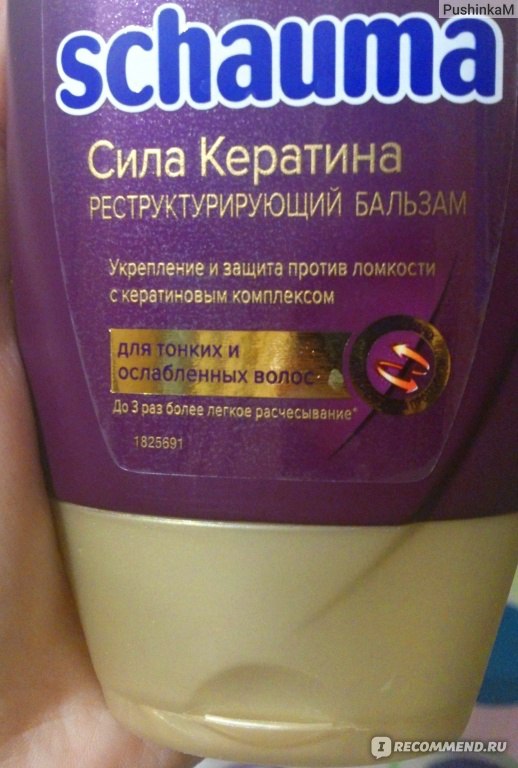 PushinkaM
schauma
Сила Кератина
РЕСТРУКТУРИРУЮЩИЙ БАЛЬЗАМ
Укрепление и защита против ломкости
с кератиновым комплексом
для тонких и
ослабленных волос
До 3 раз более легкое расчесывание*
1825691
I RECOMMEND.RU